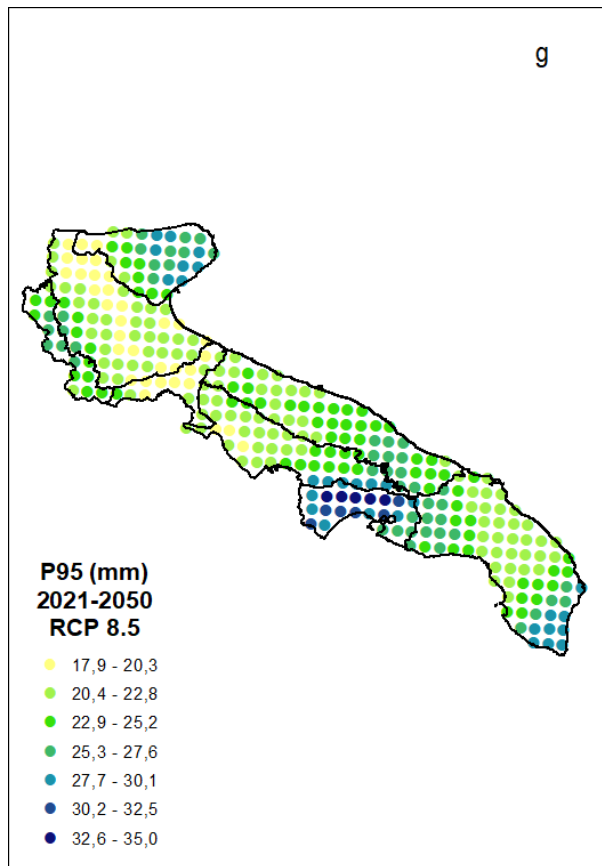 g
P95 (mm)
2021-2050
RCP 8.5
17,9 - 20,3
20,4 - 22,8
22,9 - 25,2
25,3 - 27,6
27,7 - 30,1
30,2 - 32,5
32,6 - 35,0